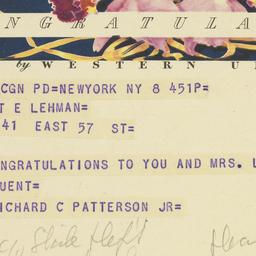 NGRATULA
by WESTERN U
CGN PD=NEWYORK NY 8 451P=
T E LEHMAN=
41 EAST 57 ST=
NGRATULATIONS TO YOU AND MRS. L
UENT=
ICHARD C PATTERSON JR=